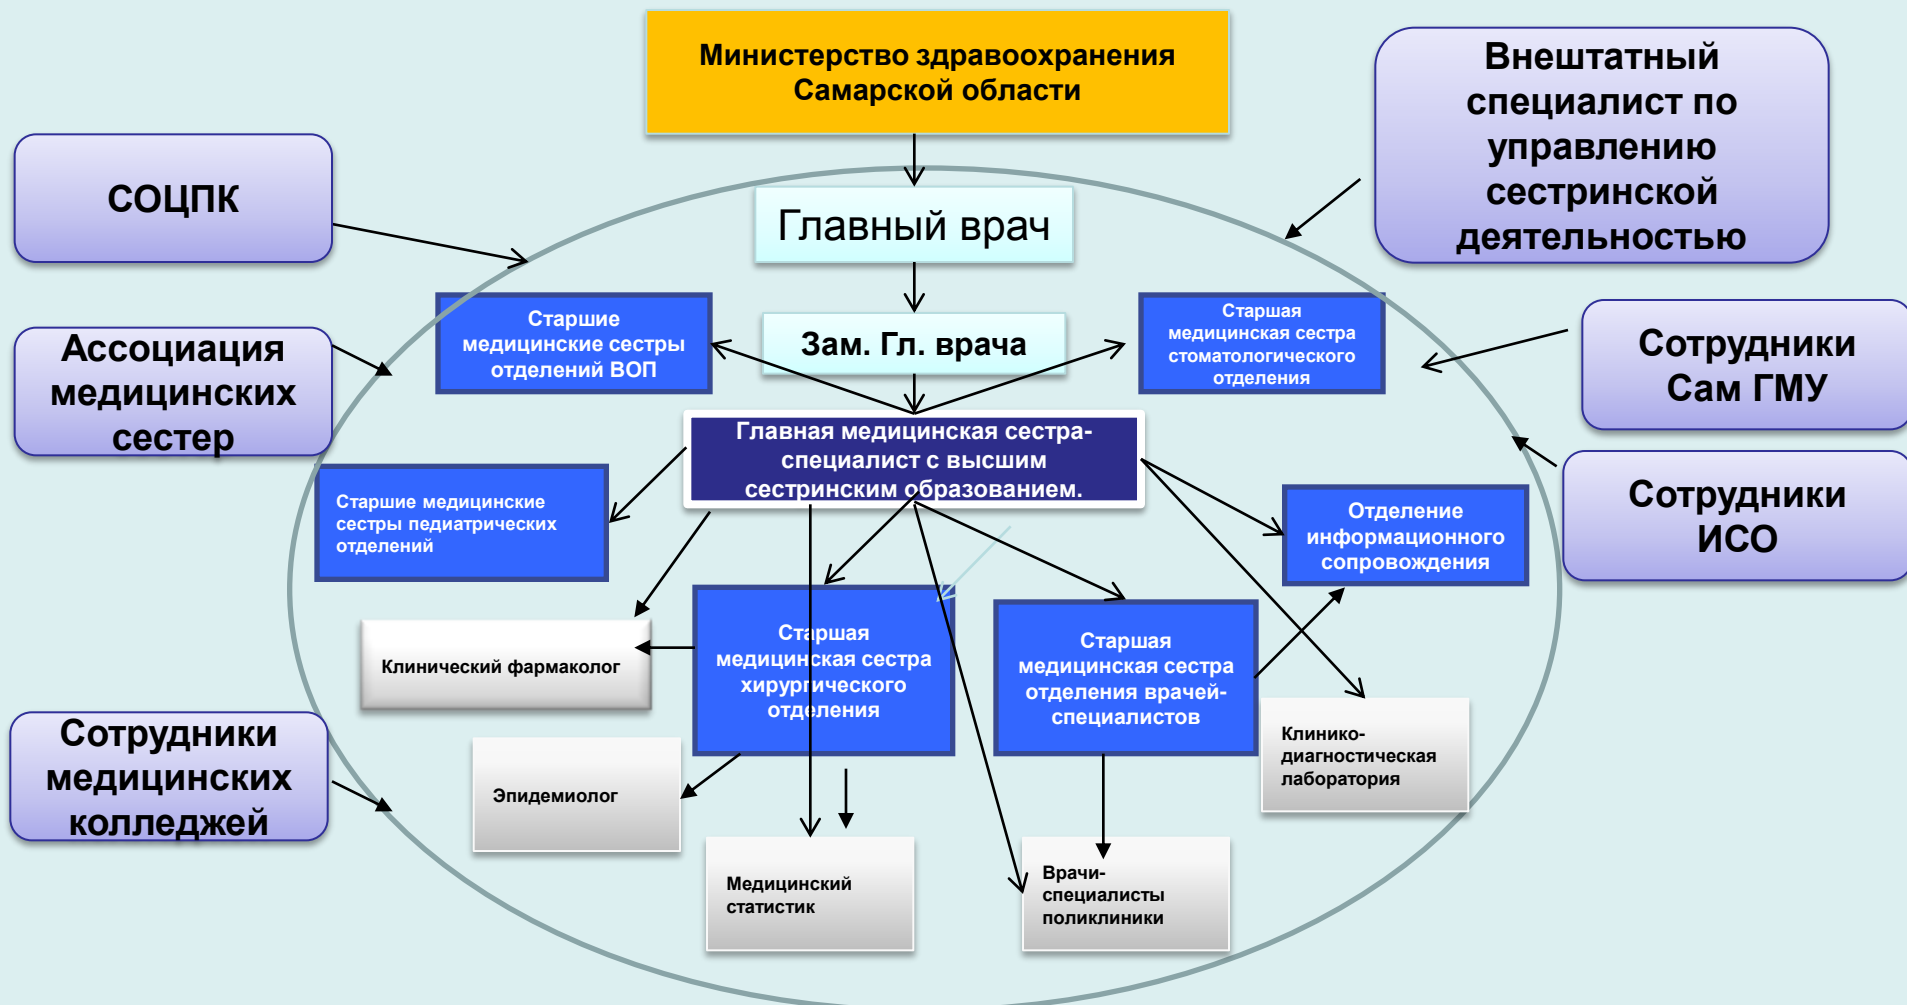 Министерство здравоохранения
Самарской области
Внештатный
специалист по
управлению
сестринской
деятельностью
СОЦПК
Главный врач
Старшие
медицинские сестры
отделений ВОП
Зам. Гл. врача
Старшая
медицинская сестра
стоматологического
отделения
Ассоциация
медицинских
сестер
Сотрудники
Сам ГМУ
Главная медицинская сестра-
специалист с высшим
сестринским образованием.
Старшие медицинские
сестры педиатрических
отделений
Отделение
информационного
сопровождения
Сотрудники
ИСО
Клинический фармаколог
Старшая
медицинская сестра
хирургического
отделения
Старшая
медицинская сестра
отделения врачей-
специалистов
Клинико-
диагностическая
лаборатория
Сотрудники
медицинских
колледжей
Эпидемиолог
Медицинский
статистик
Врачи-
специалисты
поликлиники